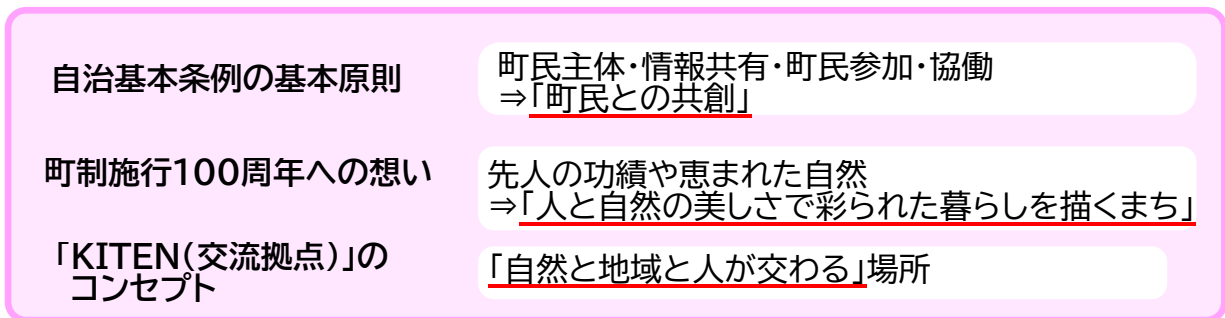 自治基本条例の基本原則
町民主体・情報共有・町民参加・協働
⇒「町民との共創」
町制施行100周年への想い
先人の功績や恵まれた自然
⇒「人と自然の美しさで彩られた暮らしを描くまち」
「KITEN(交流拠点)」の
コンセプト
「自然と地域と人が交わる」場所